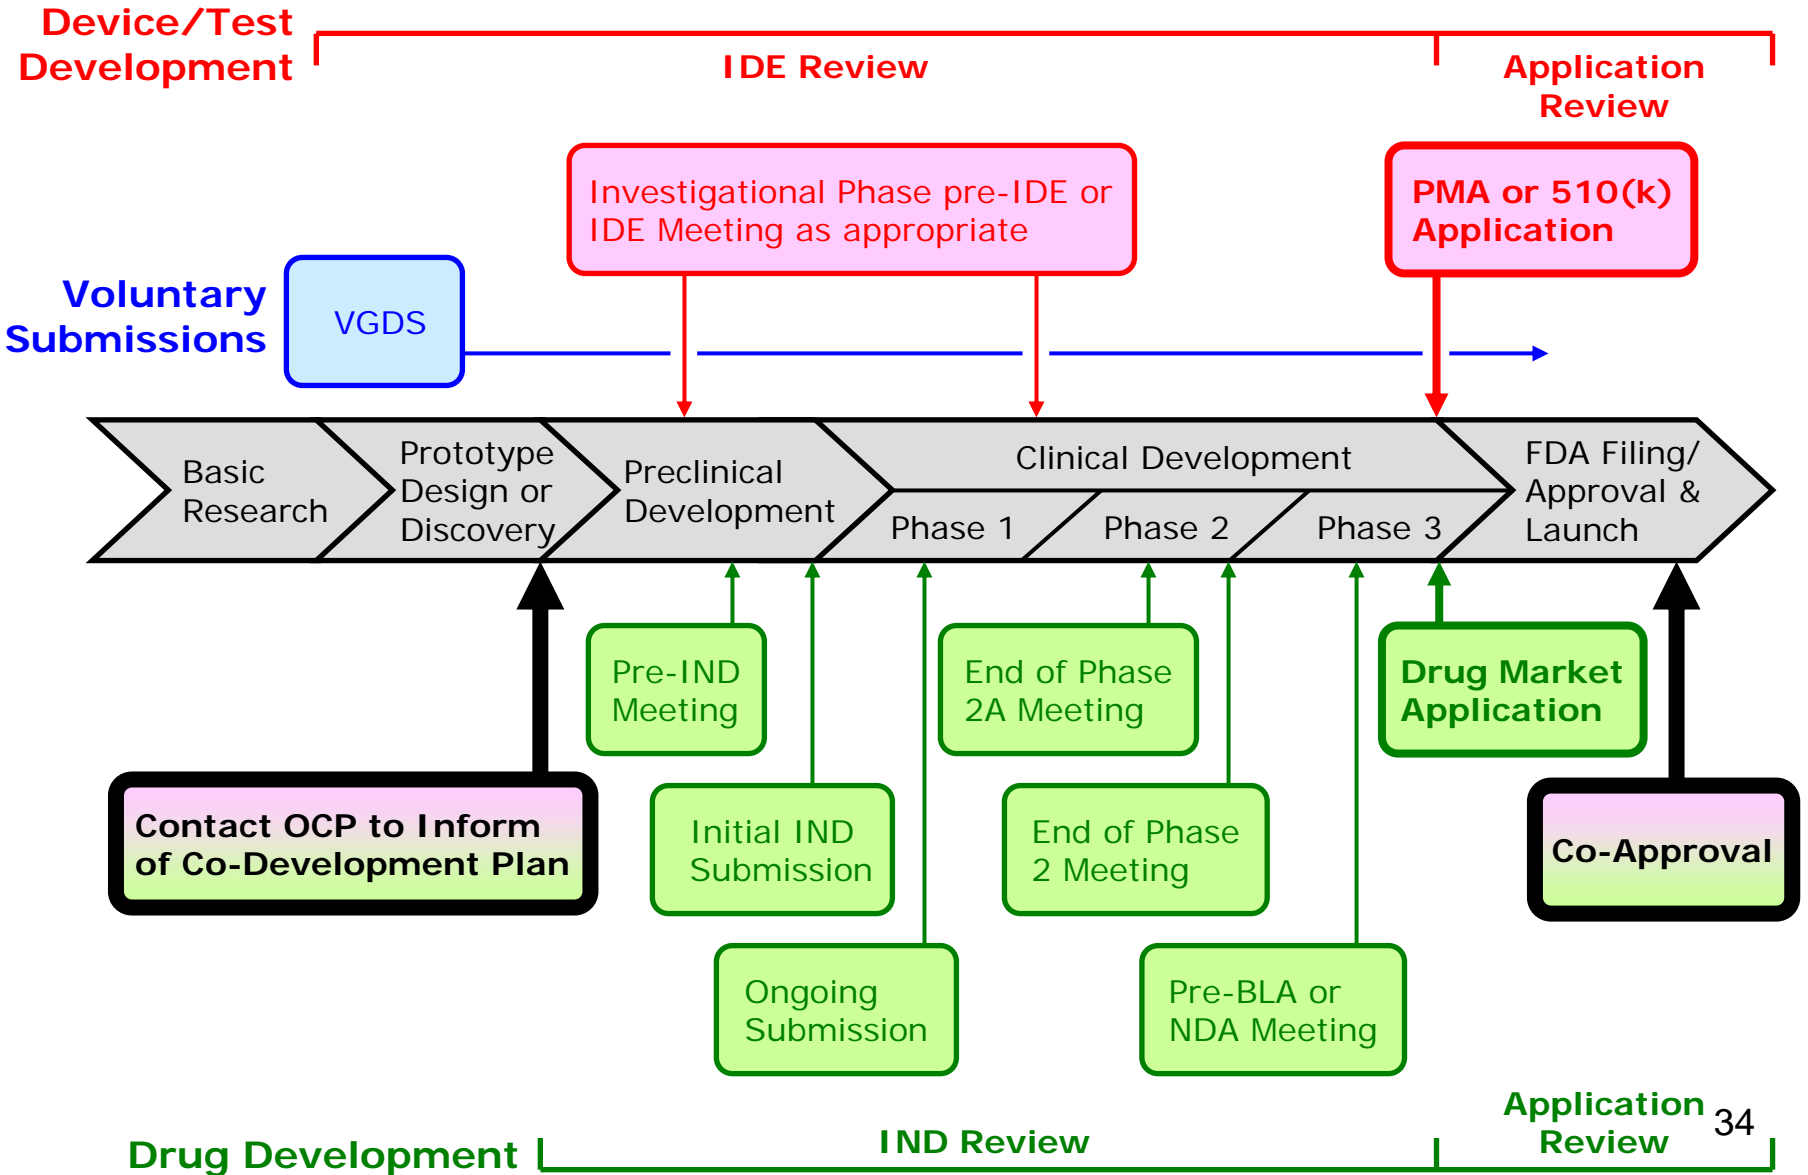 Device/Test
Development
IDE Review
Application
Review
Investigational Phase pre-IDE or
IDE Meeting as appropriate
PMA or 510(k)
Application
Voluntary
Submissions
VGDS
Basic
Research
Prototype
Design or
Discovery
Preclinical
Development
Clinical Development
Phase 1
Phase 2
Phase 3
FDA Filing/
Approval &
Launch
Pre-IND
Meeting
End of Phase
2A Meeting
Drug Market
Application
Contact OCP to Inform
of Co-Development Plan
Initial IND
Submission
End of Phase
2 Meeting
Co-Approval
Ongoing
Submission
Pre-BLA or
NDA Meeting
Drug Development
IND Review
Application
Review
34